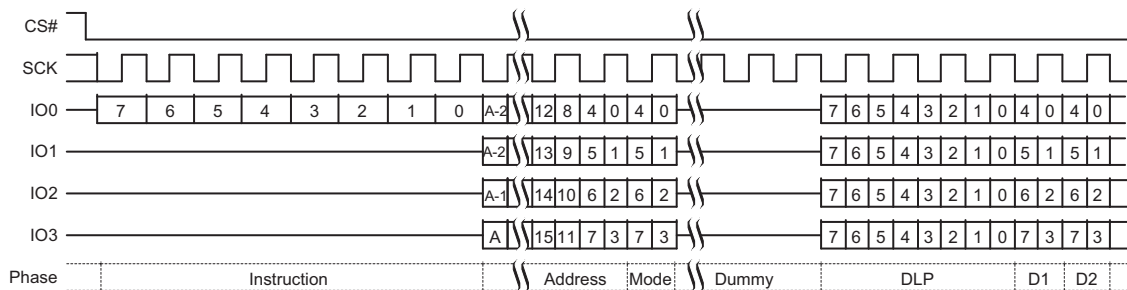 CS#
SCK
IO0 7 6 5 4 3 2 1 0 A-2 12 8 4 0 4 0 7 6 5 4 3 2 1 0 4 0 4 0
IO1 A-2 13 9 5 1 5 1 7 6 5 4 3 2 1 0 5 1 5 1
IO2 A-1 14 10 6 2 6 2 7 6 5 4 3 2 1 0 6 2 6 2
IO3 A 15 11 7 3 7 3 7 6 5 4 3 2 1 0 7 3 7 3
Phase Instruction Address Mode Dummy DLP D1 D2